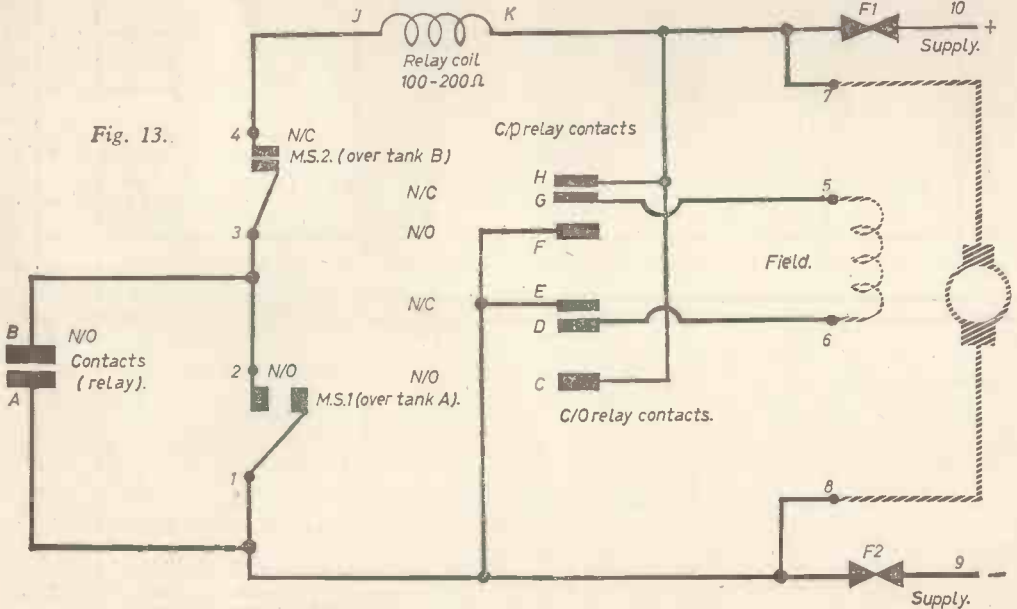 Fig. 13.
J
K
Relay coil
100-200Ω
F1
10
+
Supply.
7
4
N/C
M.S.2. (over tank B)
3
C/O relay contacts
H
N/C
G
5
N/O
F
Field.
N/C
E
D
6
N/O
C
C/O relay contacts.
B
N/O
Contacts
(relay).
A
2
N/O
M.S.1 (over tank A).
1
8
F2
9
-
Supply.